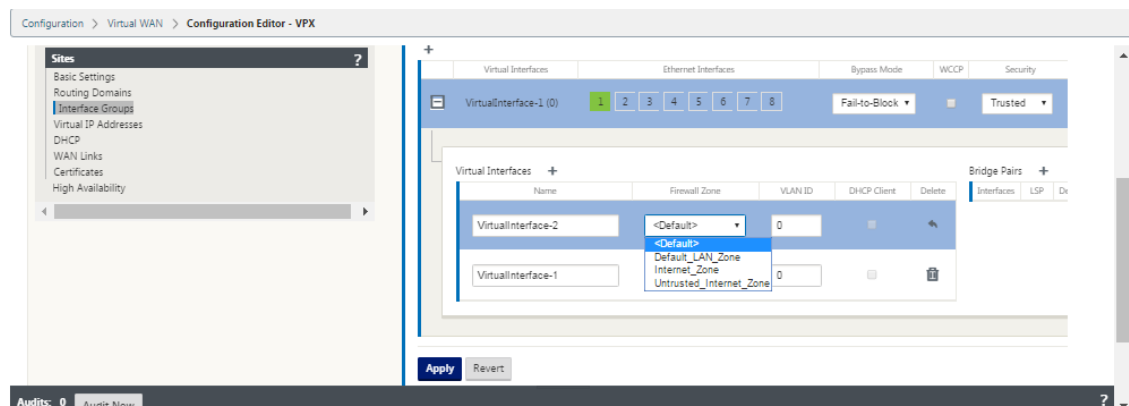 Configuration > Virtual WAN > Configuration Editor - VPX
Sites ?
Basic Settings
Routing Domains
Interface Groups
Virtual IP Addresses
DHCP
WAN Links
Certificates
High Availability
+
Virtual Interfaces Ethernet Interfaces Bypass Mode WCCP Security
VirtualInterface-1 (0) 1 2 3 4 5 6 7 8 Fail-to-Block Trusted
Virtual Interfaces + Bridge Pairs +
Name Firewall Zone VLAN ID DHCP Client Delete Interfaces LSP De
VirtualInterface-2 <Default> 0
<Default>
Default_LAN_Zone
Internet_Zone
Untrusted_Internet_Zone
VirtualInterface-1 0
Apply Revert
Audits: 0 Audit Now ?